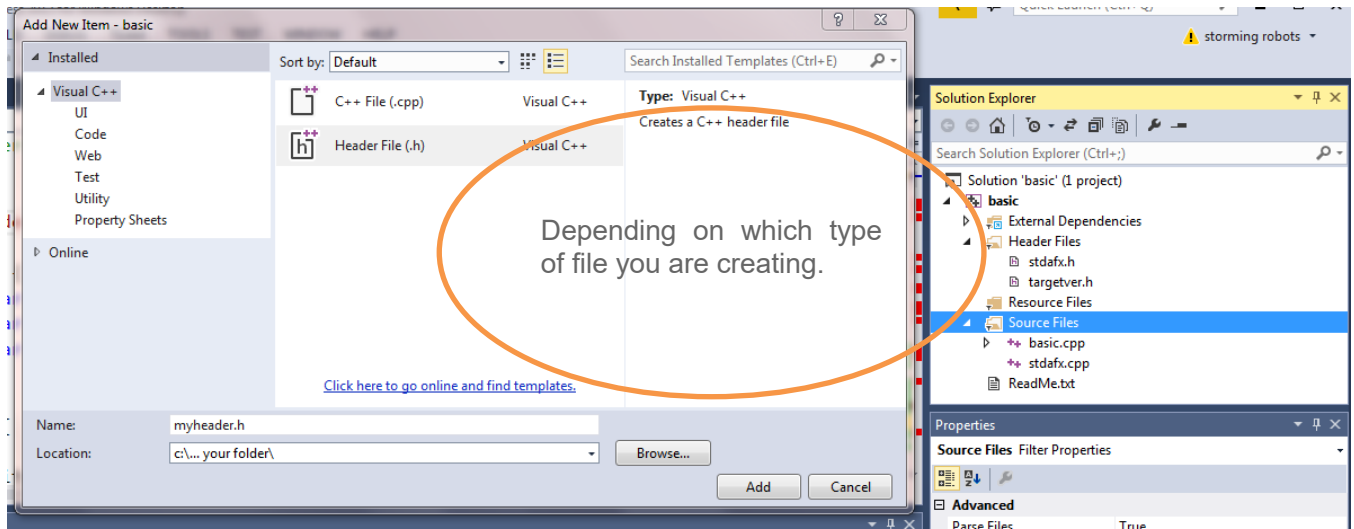 Quick Launch (Ctrl+Q)
Add New Item - basic
storming robots
Installed
Sort by: Default
Search Installed Templates (Ctrl+E)
Visual C++
UI
Code
Web
Test
Utility
Property Sheets
Online
C++ File (.cpp) Visual C++
Header File (.h) Visual C++
Type: Visual C++
Creates a C++ header file
Depending on which type
of file you are creating.
Click here to go online and find templates.
Name: myheader.h
Location: c:\... your folder\
Browse...
Add Cancel
Solution Explorer
Search Solution Explorer (Ctrl+;)
Solution 'basic' (1 project)
basic
External Dependencies
Header Files
stdafx.h
targetver.h
Resource Files
Source Files
basic.cpp
stdafx.cpp
ReadMe.txt
Properties
Source Files Filter Properties
Advanced
Parse Files True